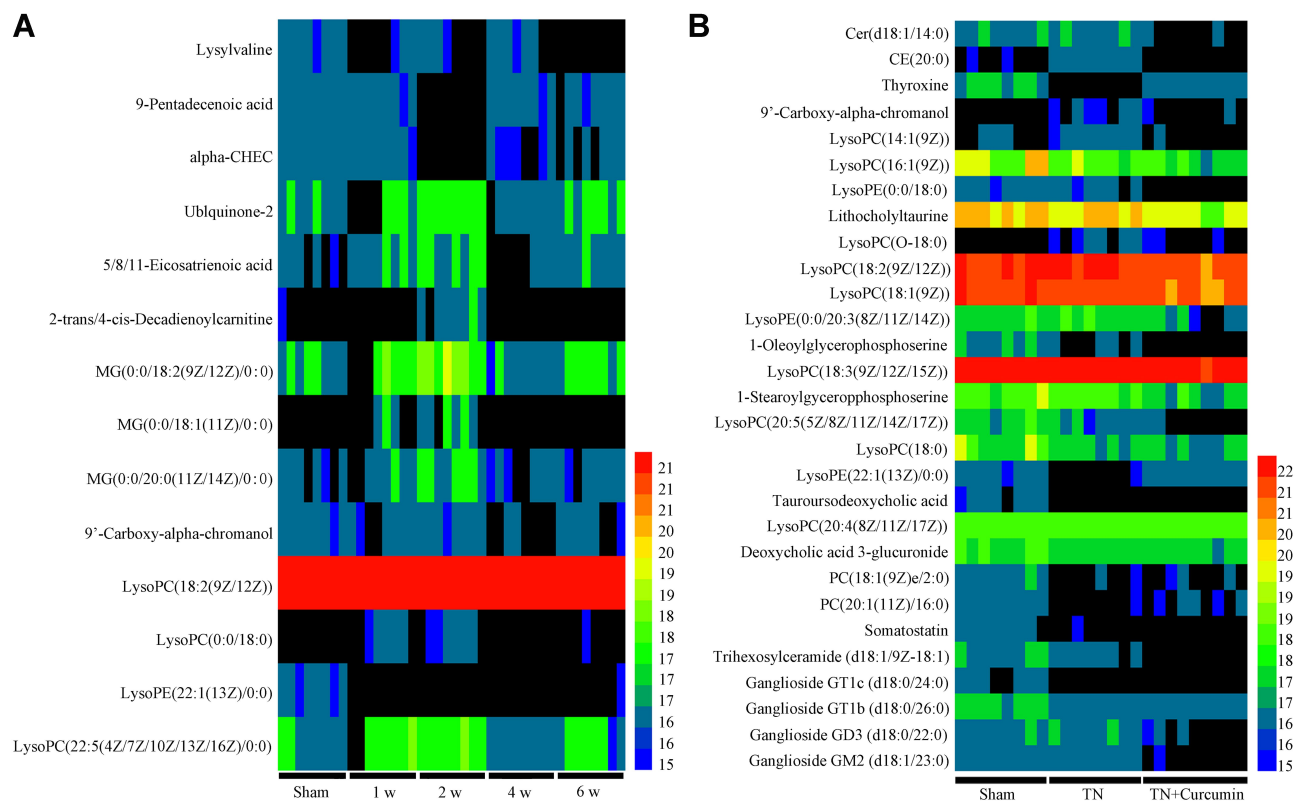 A
Lysylvaline
9-Pentadecenoic acid
alpha-CHEC
Ublquinone-2
5/8/11-Eicosatrienoic acid
2-trans/4-cis-Decadienoylcarnitine
MG(0:0/18:2(9Z/12Z)/0:0)
MG(0:0/18:1(11Z)/0:0)
MG(0:0/20:0(11Z/14Z)/0:0)
9’-Carboxy-alpha-chromanol
LysoPC(18:2(9Z/12Z))
LysoPC(0:0/18:0)
LysoPE(22:1(13Z)/0:0)
LysoPC(22:5(4Z/7Z/10Z/13Z/16Z)/0:0)
Sham
1 w
2 w
4 w
6 w
21
21
21
20
20
19
19
18
18
17
17
17
16
16
15
B
Cer(d18:1/14:0)
CE(20:0)
Thyroxine
9’-Carboxy-alpha-chromanol
LysoPC(14:1(9Z))
LysoPC(16:1(9Z))
LysoPE(0:0/18:0)
Lithocholyltaurine
LysoPC(O-18:0)
LysoPC(18:2(9Z/12Z))
LysoPC(18:1(9Z))
LysoPE(0:0/20:3(8Z/11Z/14Z))
1-Oleoylglycerophosphoserine
LysoPC(18:3(9Z/12Z/15Z))
1-Stearoylgyceropphosphoserine
LysoPC(20:5(5Z/8Z/11Z/14Z/17Z))
LysoPC(18:0)
LysoPE(22:1(13Z)/0:0)
Tauroursodeoxycholic acid
LysoPC(20:4(8Z/11Z/17Z))
Deoxycholic acid 3-glucuronide
PC(18:1(9Z)e/2:0)
PC(20:1(11Z)/16:0)
Somatostatin
Trihexosylceramide (d18:1/9Z-18:1)
Ganglioside GT1c (d18:0/24:0)
Ganglioside GT1b (d18:0/26:0)
Ganglioside GD3 (d18:0/22:0)
Ganglioside GM2 (d18:1/23:0)
Sham
TN
TN+Curcumin
22
21
21
20
20
19
19
19
18
18
17
17
16
16
15